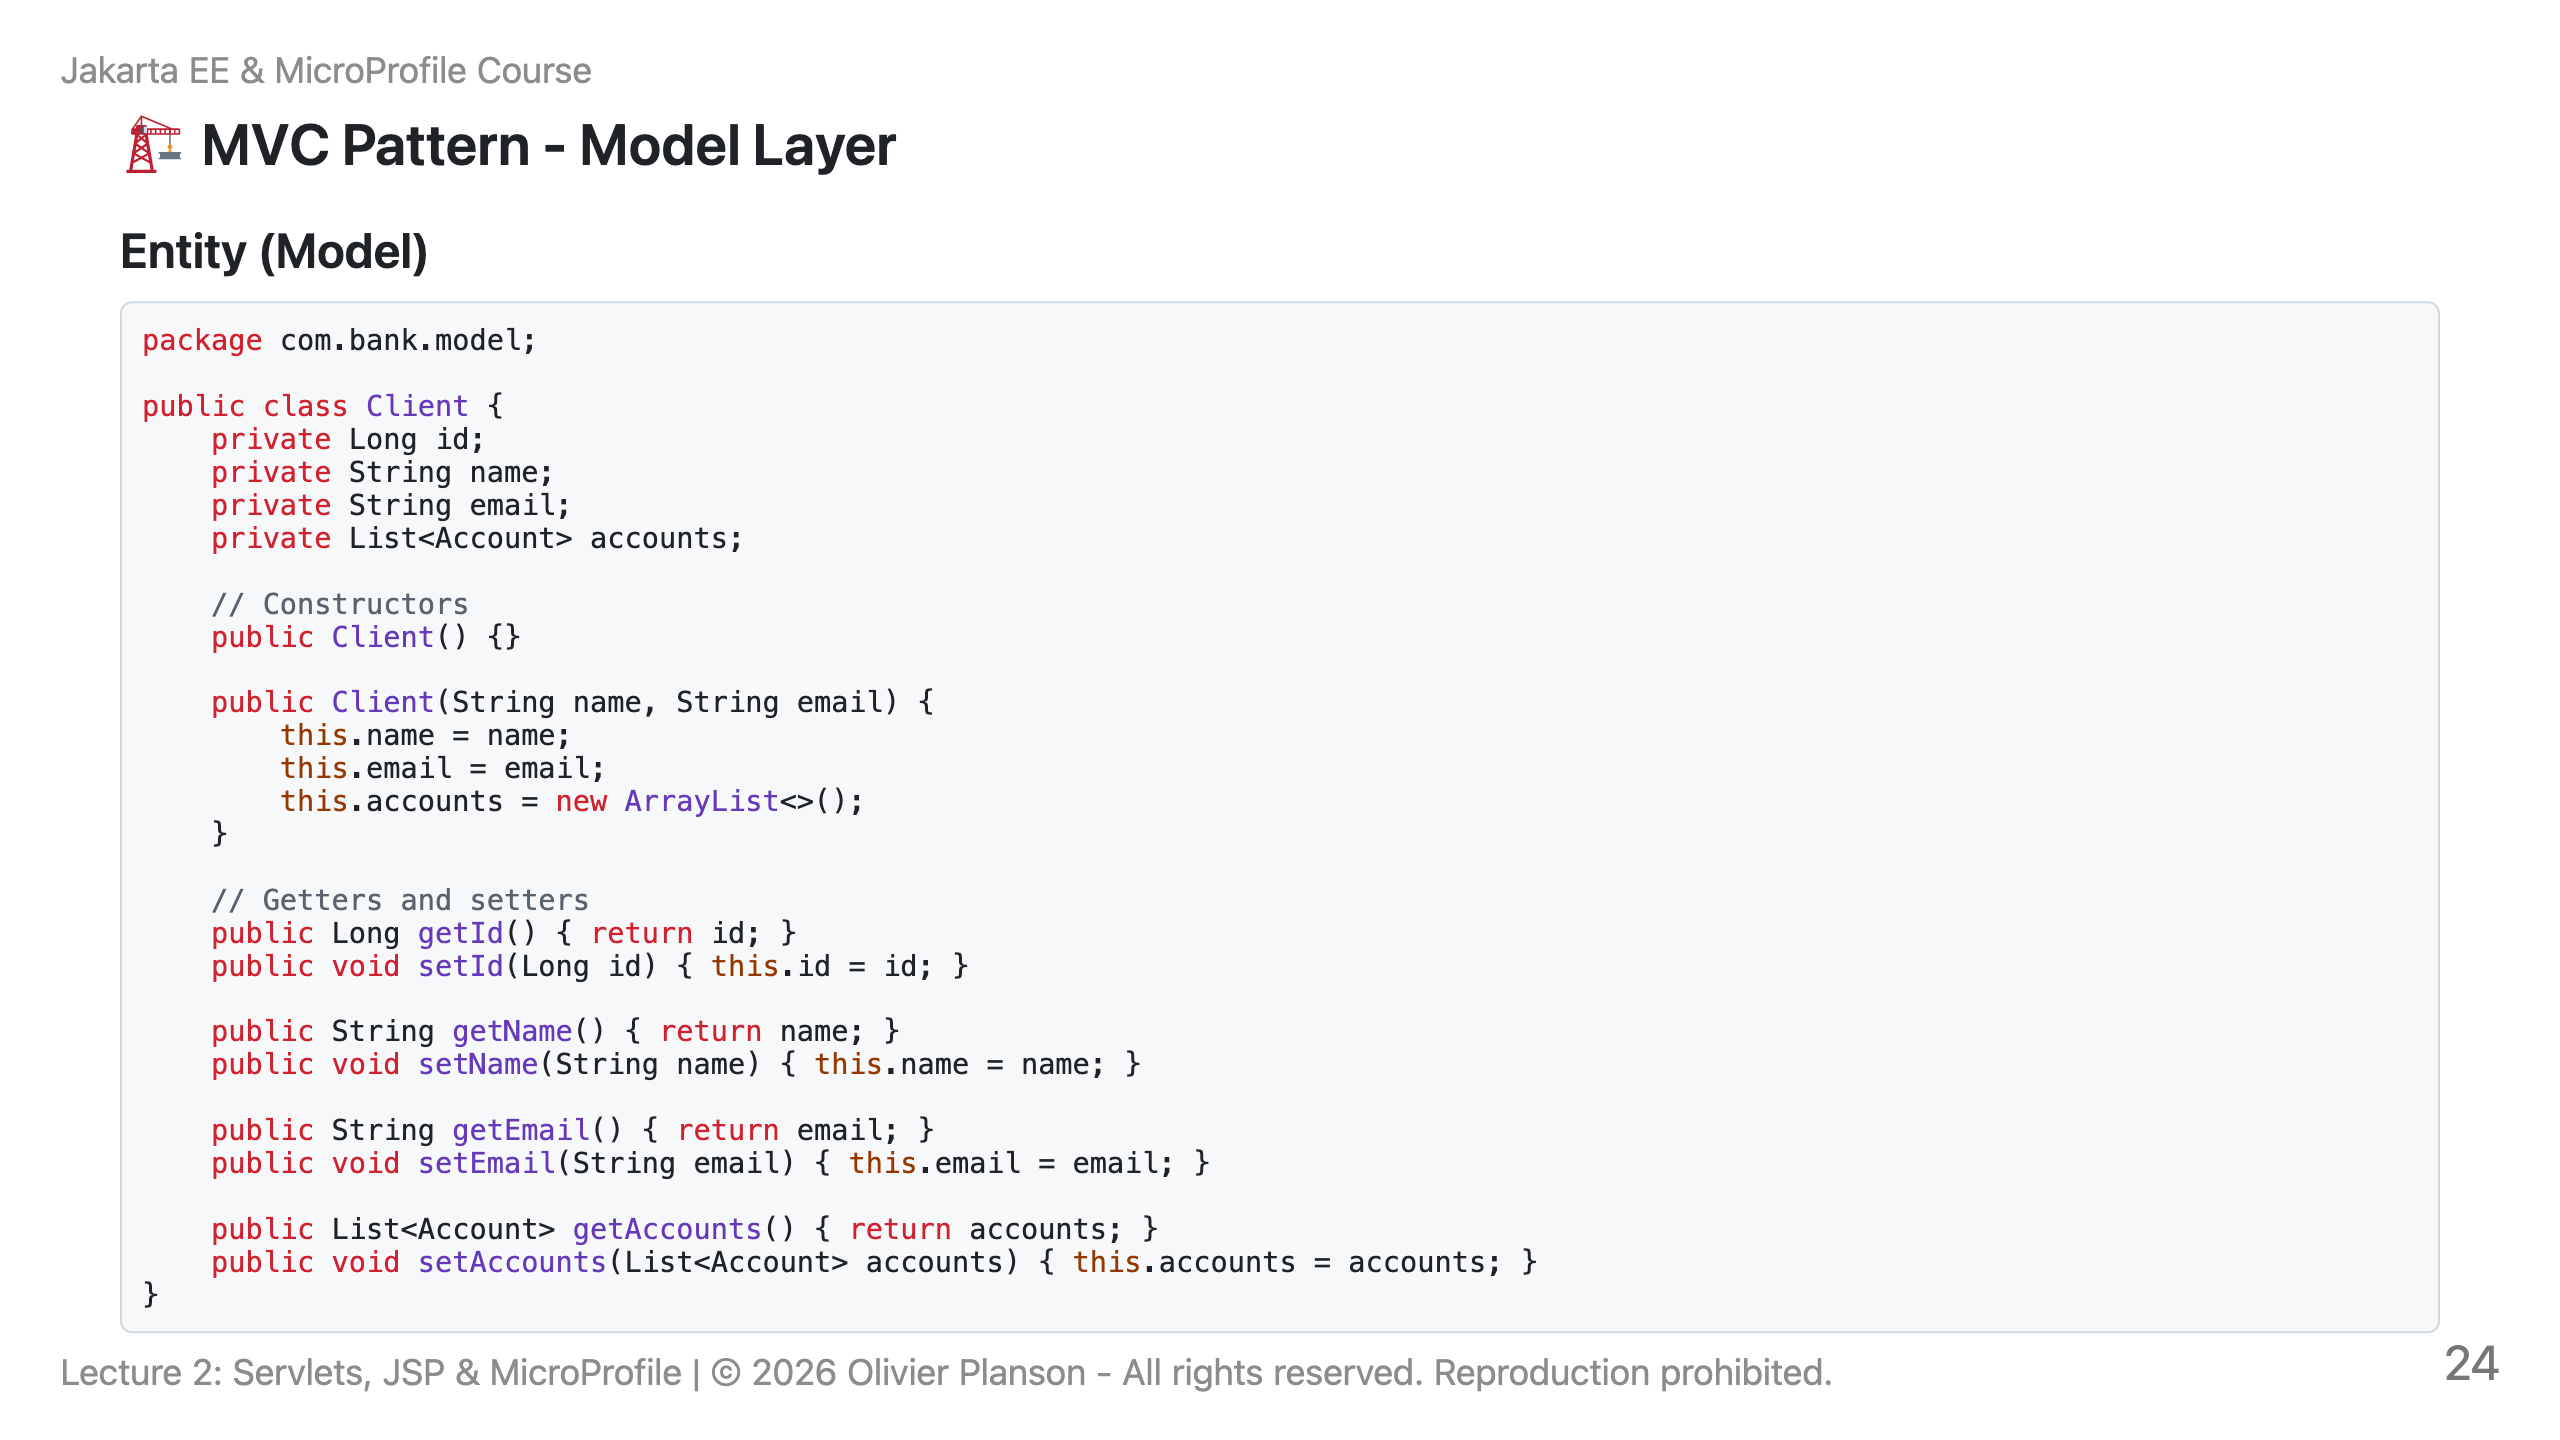 Jakarta EE & MicroProfile Course
MVC Pattern - Model Layer
Entity (Model)
package com.bank.model;
public class Client {
    private Long id;
    private String name;
    private String email;
    private List<Account> accounts;
    // Constructors
    public Client() {}
    public Client(String name, String email) {
        this.name = name;
        this.email = email;
        this.accounts = new ArrayList<>();
    }
    // Getters and setters
    public Long getId() { return id; }
    public void setId(Long id) { this.id = id; }
    public String getName() { return name; }
    public void setName(String name) { this.name = name; }
    public String getEmail() { return email; }
    public void setEmail(String email) { this.email = email; }
    public List<Account> getAccounts() { return accounts; }
    public void setAccounts(List<Account> accounts) { this.accounts = accounts; }
}
Lecture 2: Servlets, JSP & MicroProfile | © 2026 Olivier Planson - All rights reserved. Reproduction prohibited.
24